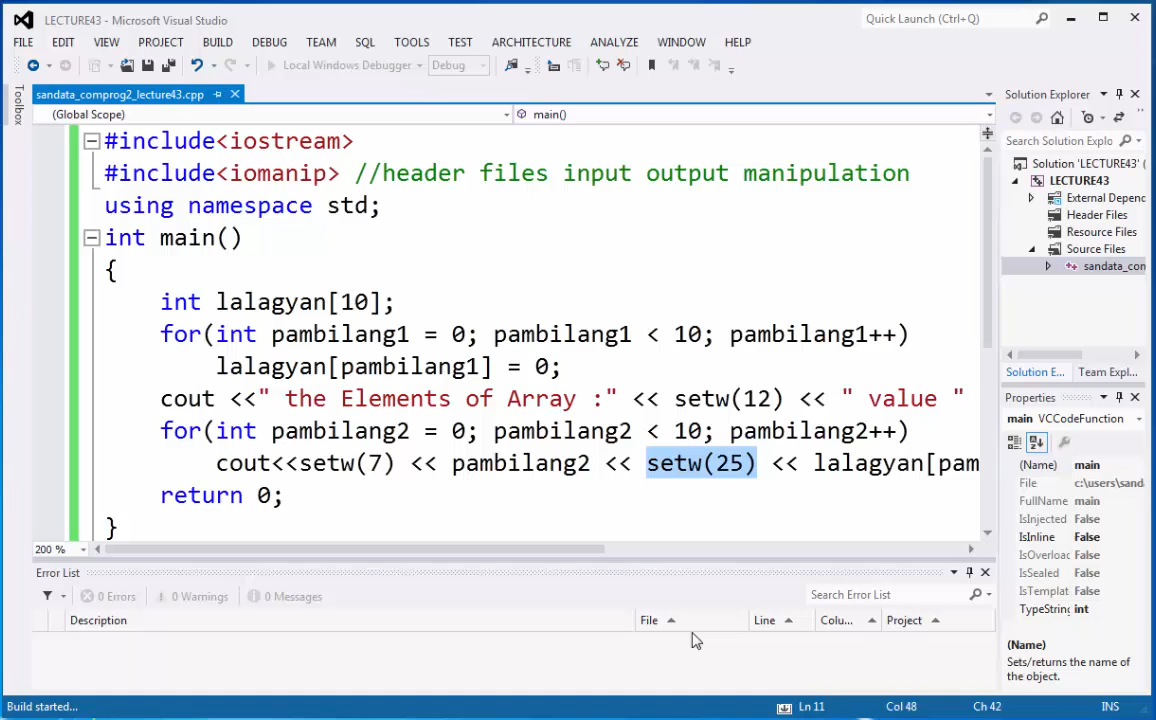 LECTURE43 - Microsoft Visual Studio
Quick Launch (Ctrl+Q)
FILE EDIT VIEW PROJECT BUILD DEBUG TEAM SQL TOOLS TEST ARCHITECTURE ANALYZE WINDOW HELP
Local Windows Debugger Debug
Toolbox
sandata_comprog2_lecture43.cpp
(Global Scope) main()
#include<iostream>
#include<iomanip> //header files input output manipulation
using namespace std;
int main()
{
int lalagyan[10];
for(int pambilang1 = 0; pambilang1 < 10; pambilang1++)
lalagyan[pambilang1] = 0;
cout <<" the Elements of Array :" << setw(12) << " value "
for(int pambilang2 = 0; pambilang2 < 10; pambilang2++)
cout<<setw(7) << pambilang2 << setw(25) << lalagyan[pam
return 0;
}
200 %
Error List
0 Errors 0 Warnings 0 Messages
Search Error List
Description File Line Colu... Project
Solution Explorer
Search Solution Explorer
Solution 'LECTURE43' (
LECTURE43
External Depenc
Header Files
Resource Files
Source Files
sandata_con
Solution E... Team Expl...
Properties
main VCCodeFunction
(Name) main
File c:\users\sand
FullName main
IsInjected False
IsInline False
IsOverloa False
IsSealed False
IsTemplat False
TypeString int
(Name)
Sets/returns the name of
the object.
Build started... Ln 11 Col 48 Ch 42 INS